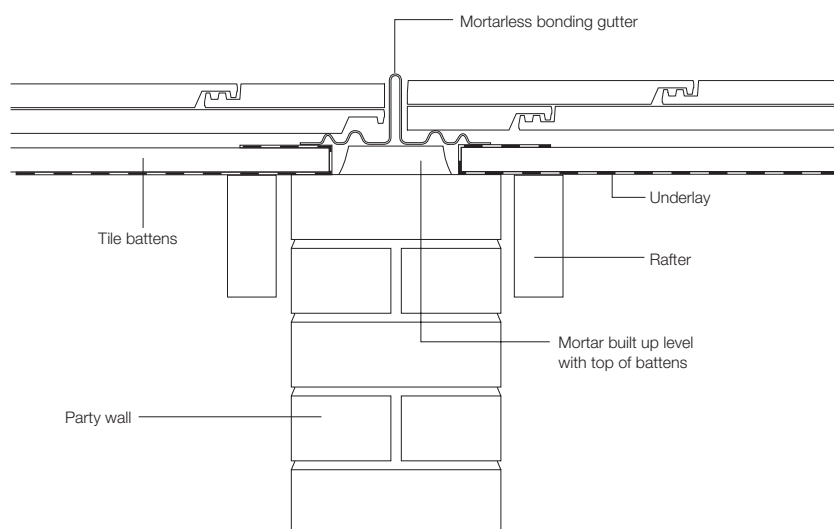 Mortarless bonding gutter
Underlay
Tile battens
Rafter
Mortar built up level
with top of battens
Party wall